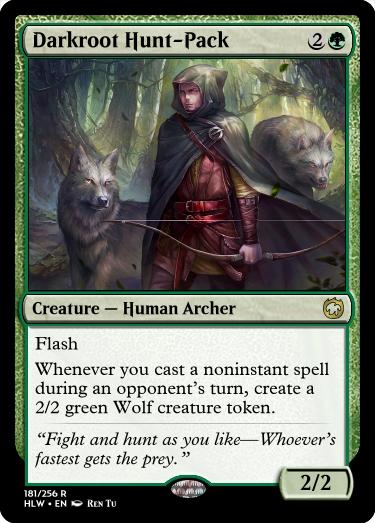 Darkroot Hunt-Pack 2
Creature — Human Archer
Flash
Whenever you cast a noninstant spell
during an opponent's turn, create a
2/2 green Wolf creature token.
“Fight and hunt as you like—Whoever's
fastest gets the prey.”
2/2
181/256 R
HLW • EN Ren Tu